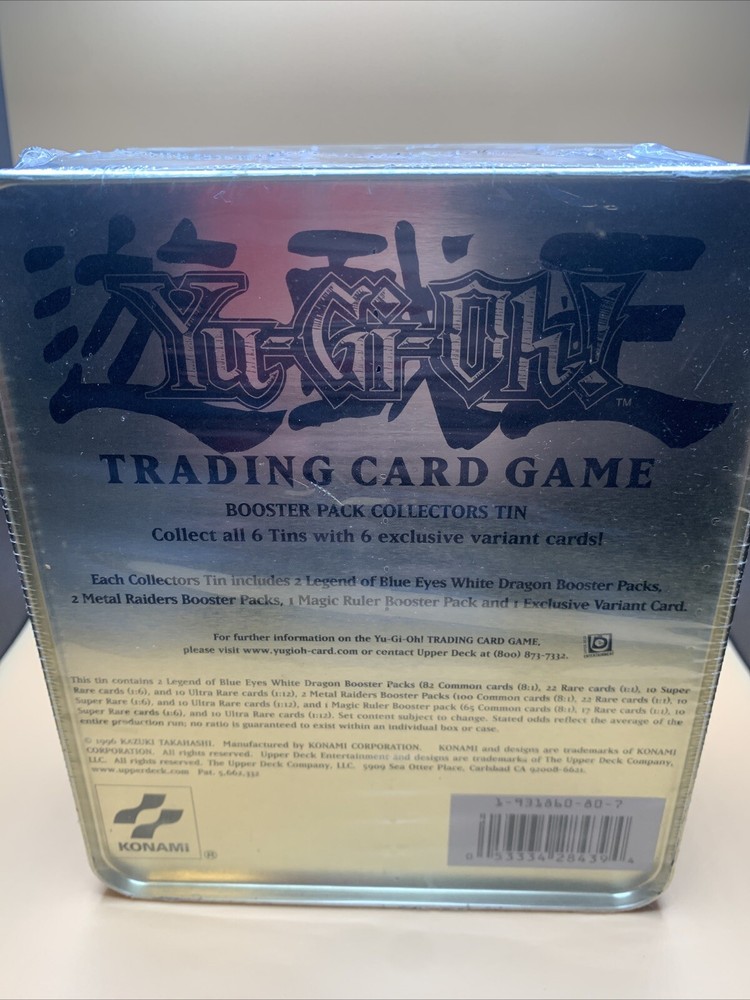 遊戯王
Yu-Gi-Oh!
TM
TRADING CARD GAME
BOOSTER PACK COLLECTORS TIN
Collect all 6 Tins with 6 exclusive variant cards!
Each Collectors Tin includes 2 Legend of Blue Eyes White Dragon Booster Packs,
2 Metal Raiders Booster Packs, 1 Magic Ruler Booster Pack and 1 Exclusive Variant Card.
For further information on the Yu-Gi-Oh! TRADING CARD GAME,
please visit www.yugioh-card.com or contact Upper Deck at (800) 873-7332.
This tin contains 2 Legend of Blue Eyes White Dragon Booster Packs (82 Common cards (8:1), 22 Rare cards (1:1), 10 Super
Rare cards (1:6), and 10 Ultra Rare cards (1:12), 2 Metal Raiders Booster Packs (100 Common cards (8:1), 22 Rare cards (1:1), 10
Super Rare (1:6), and 10 Ultra Rare cards (1:12), and 1 Magic Ruler Booster pack (65 Common cards (8:1), 17 Rare cards (1:1), 10
Super Rare cards (1:6), and 10 Ultra Rare cards (1:12). Set content subject to change. Stated odds reflect the average of the
entire production run; no ratio is guaranteed to exist within an individual box or case.
© 1996 KAZUKI TAKAHASHI. Manufactured by KONAMI CORPORATION. KONAMI and designs are trademarks of KONAMI
CORPORATION. All rights reserved. Upper Deck Entertainment and designs are trademarks of The Upper Deck Company,
LLC. All rights reserved. The Upper Deck Company, LLC. 5909 Sea Otter Place, Carlsbad CA 92008-6621.
www.upperdeck.com Pat. 5,662,332
KONAMI ®
1-931860-80-7
0 53334 28439 4